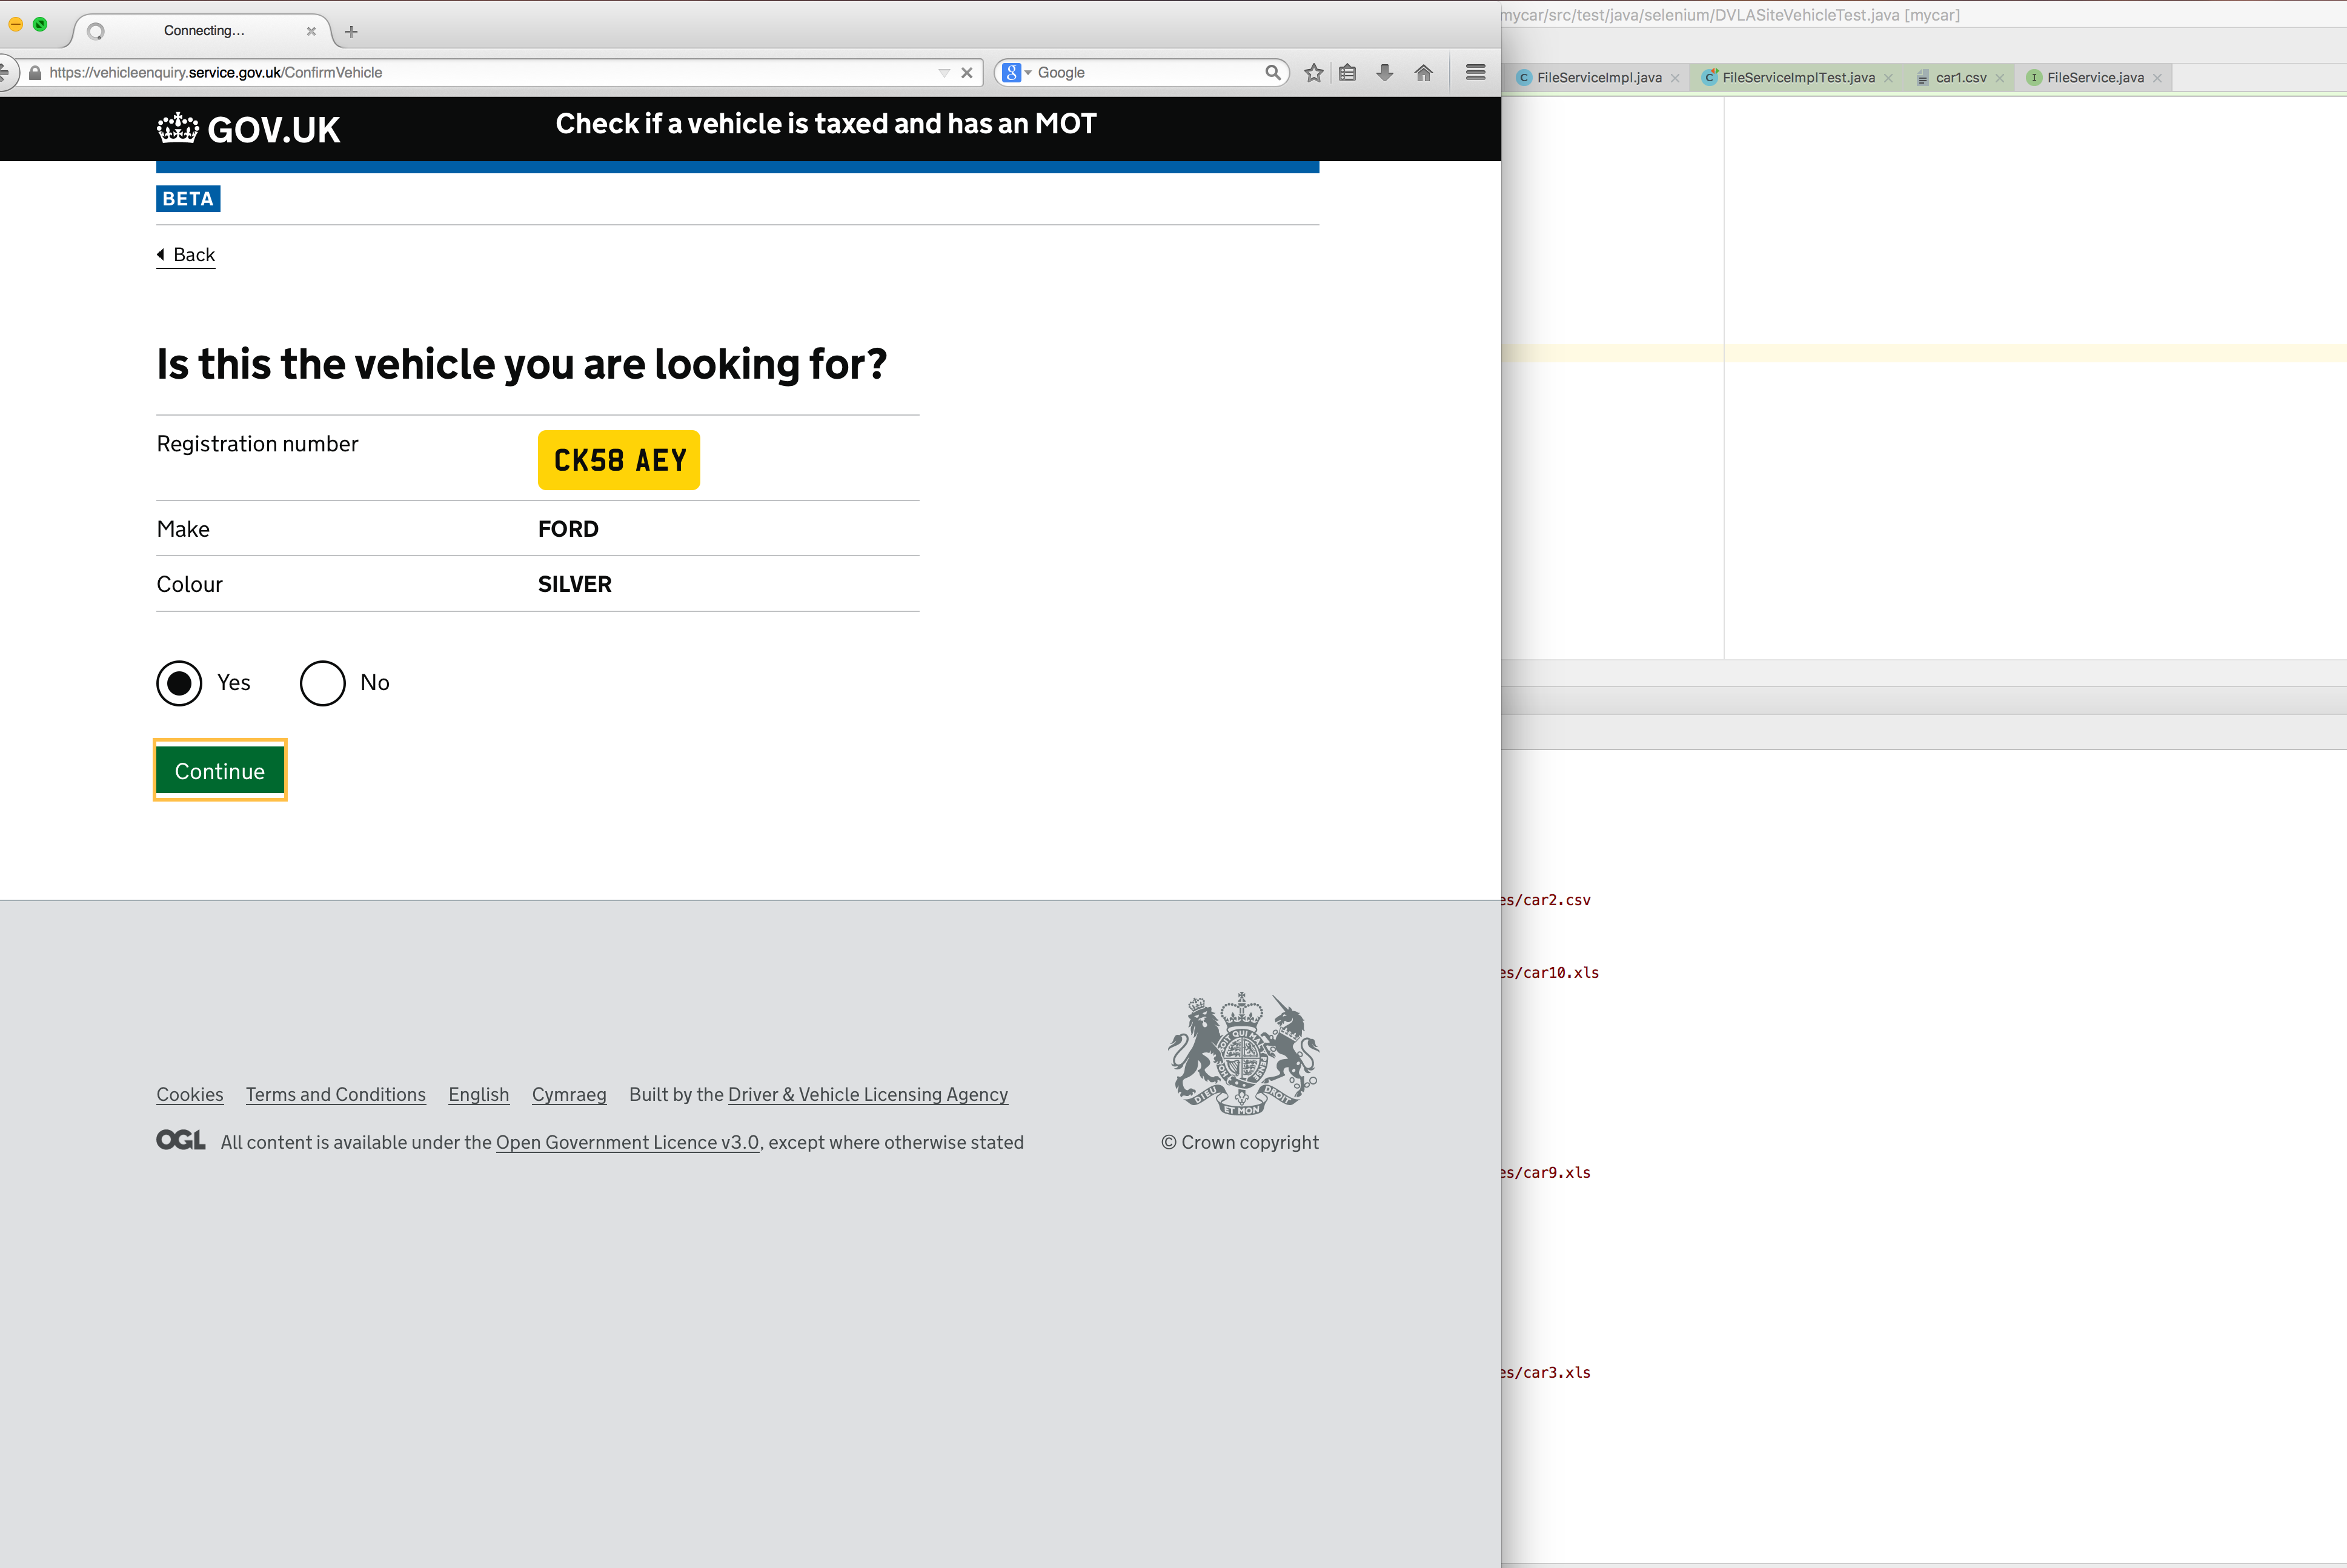 mycar/src/test/java/selenium/DVLASiteVehicleTest.java [mycar]
Connecting...
https://vehicleenquiry.service.gov.uk/ConfirmVehicle
Google
FileServiceImpl.java
FileServiceImplTest.java
car1.csv
FileService.java
GOV.UK
Check if a vehicle is taxed and has an MOT
BETA
Back
Is this the vehicle you are looking for?
Registration number CK58 AEY
Make FORD
Colour SILVER
Yes No
Continue
es/car2.csv
es/car10.xls
es/car9.xls
es/car3.xls
Cookies Terms and Conditions English Cymraeg Built by the Driver & Vehicle Licensing Agency
OGL All content is available under the Open Government Licence v3.0, except where otherwise stated
DIEU ET MON DROIT
© Crown copyright